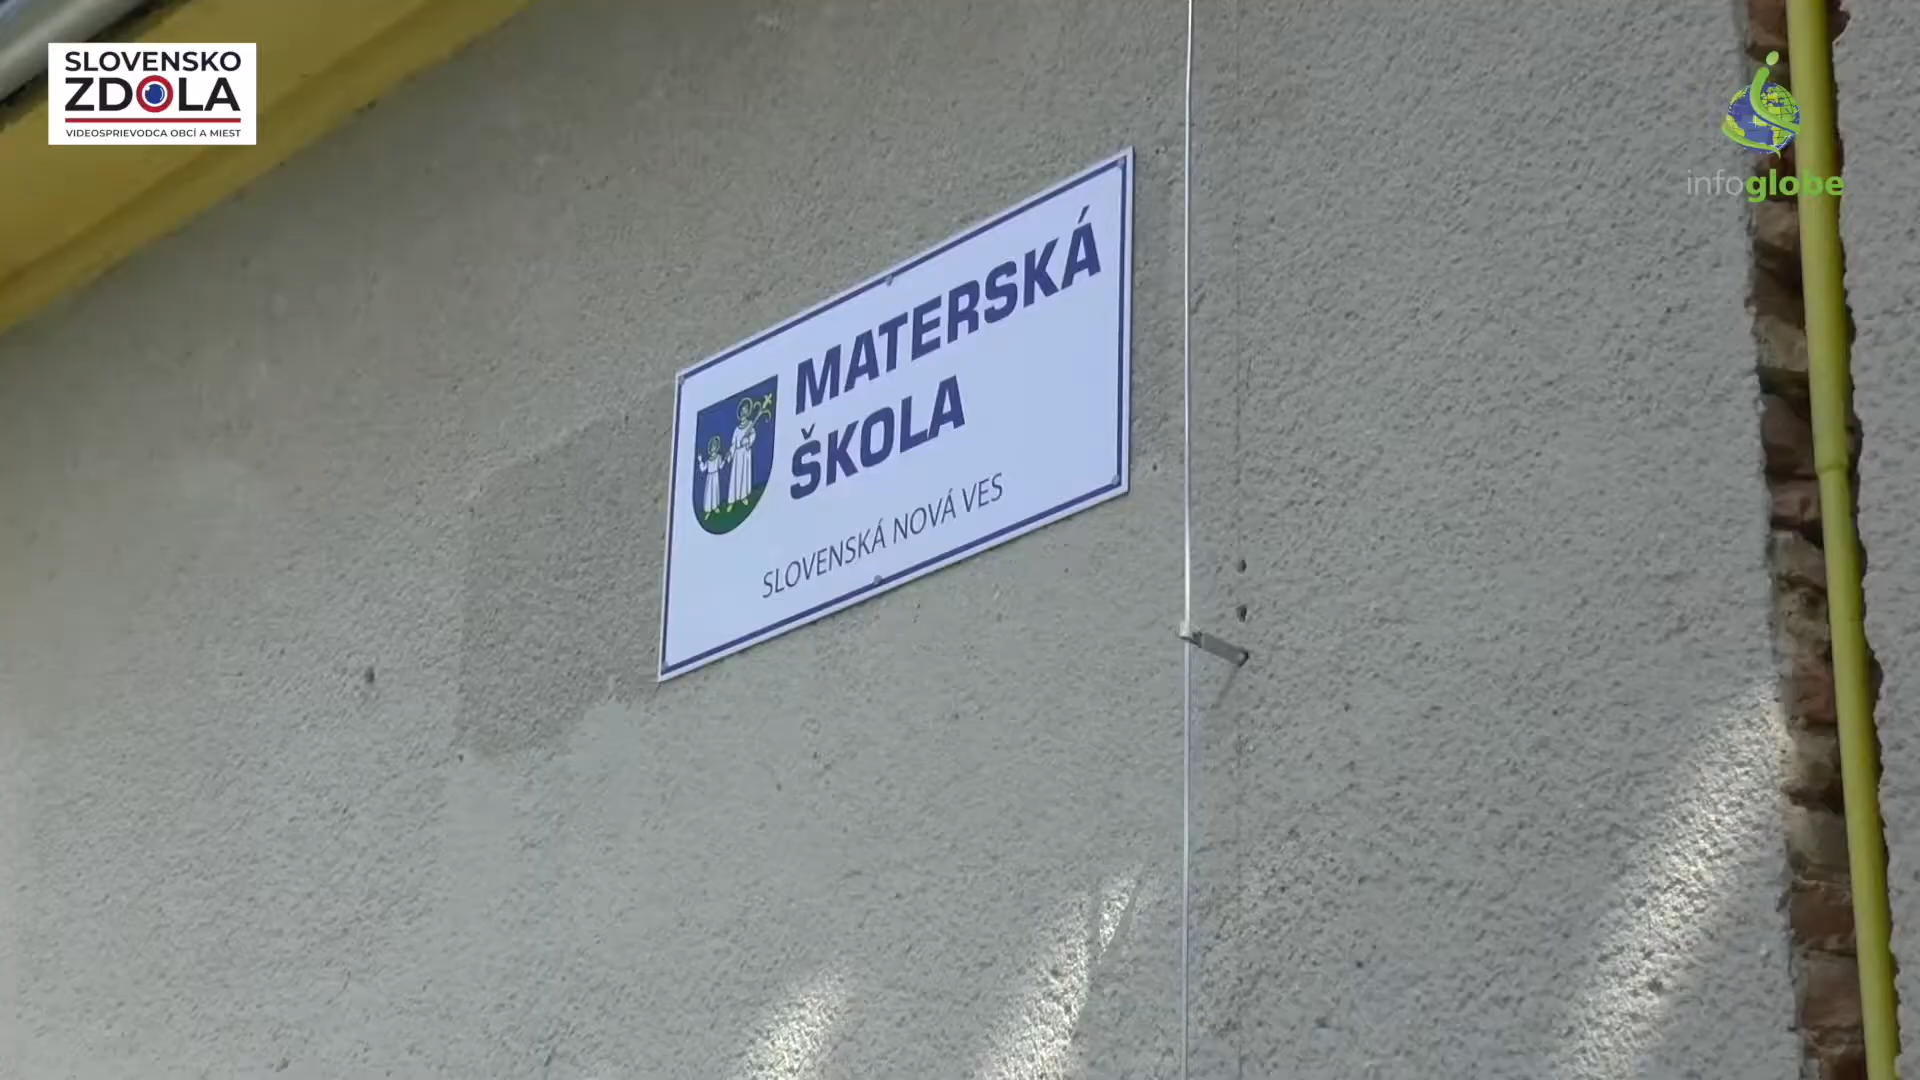 SLOVENSKO
ZDOLA
VIDEOSPRIEVODCA OBCÍ A MIEST
infoglobe
MATERSKÁ
ŠKOLA
SLOVENSKÁ NOVÁ VES